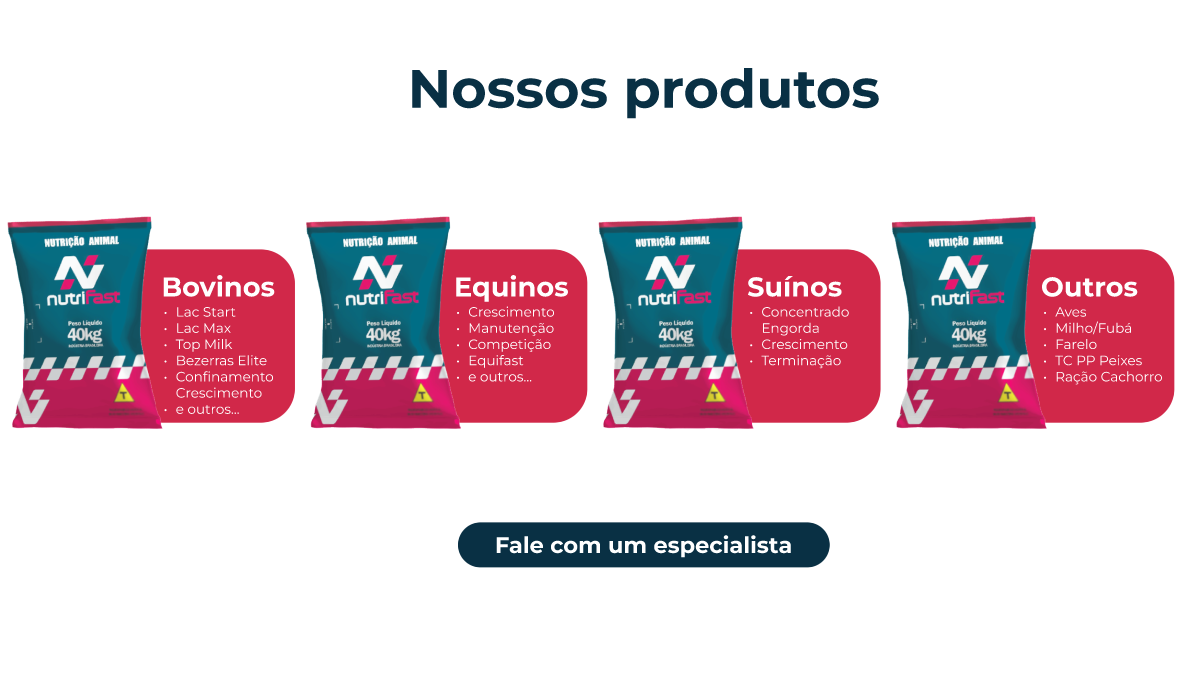 Nossos produtos
NUTRIÇÃO ANIMAL
nutriFast
Peso Líquido
40kg
INDÚSTRIA BRASILEIRA
T
Bovinos
• Lac Start
• Lac Max
• Top Milk
• Bezerras Elite
• Confinamento
Crescimento
• e outros...
NUTRIÇÃO ANIMAL
nutriFast
Peso Líquido
40kg
INDÚSTRIA BRASILEIRA
T
Equinos
• Crescimento
• Manutenção
• Competição
• Equifast
• e outros...
NUTRIÇÃO ANIMAL
nutriFast
Peso Líquido
40kg
INDÚSTRIA BRASILEIRA
T
Suínos
• Concentrado
Engorda
• Crescimento
• Terminação
NUTRIÇÃO ANIMAL
nutriFast
Peso Líquido
40kg
INDÚSTRIA BRASILEIRA
T
Outros
• Aves
• Milho/Fubá
• Farelo
• TC PP Peixes
• Ração Cachorro
Fale com um especialista